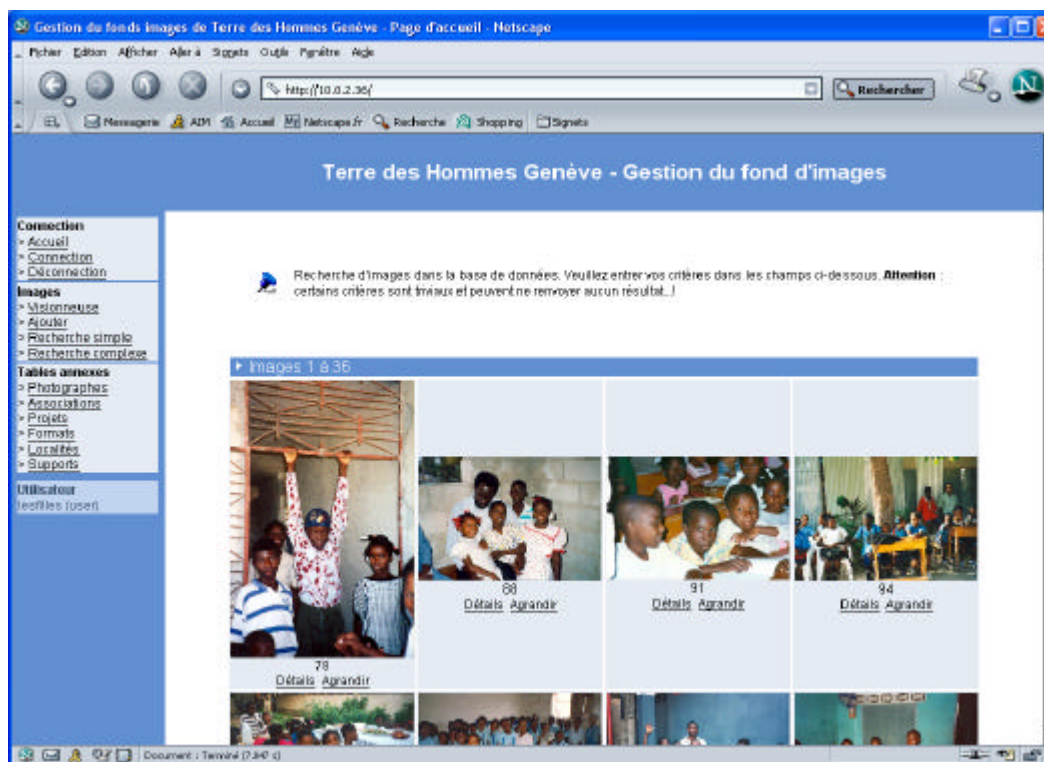 Gestion du fonds images de Terre des Hommes Genève - Page d'accueil - Netscape
Fichier Edition Afficher Aller à Signets Outils Fenêtre Aide
http://10.0.2.36/
Rechercher
Messagerie AIM Accueil Netscape.fr Recherche Shopping Signets
Terre des Hommes Genève - Gestion du fond d'images
Connection
> Accueil
> Connection
> Déconnection
Images
> Visionneuse
> Ajouter
> Recherche simple
> Recherche complexe
Tables annexes
> Photographes
> Associations
> Projets
> Formats
> Localités
> Supports
Utilisateur
lesfilles (user)
Recherche d'images dans la base de données. Veuillez entrer vos critères dans les champs ci-dessous. Attention :
certains critères sont triviaux et peuvent ne renvoyer aucun résultat...!
Images 1 à 36
78
Détails Agrandir
88
Détails Agrandir
91
Détails Agrandir
94
Détails Agrandir
Document : Terminé (7.947 s)